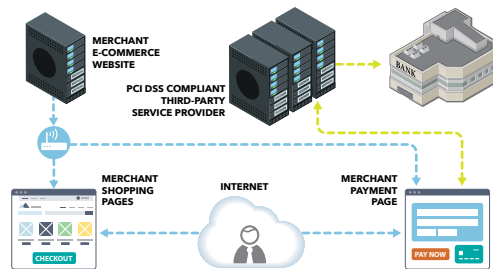 MERCHANT
E-COMMERCE
WEBSITE
PCI DSS COMPLIANT
THIRD-PARTY
SERVICE PROVIDER
BANK
MERCHANT
SHOPPING
PAGES
INTERNET
MERCHANT
PAYMENT
PAGE
CHECKOUT
PAY NOW